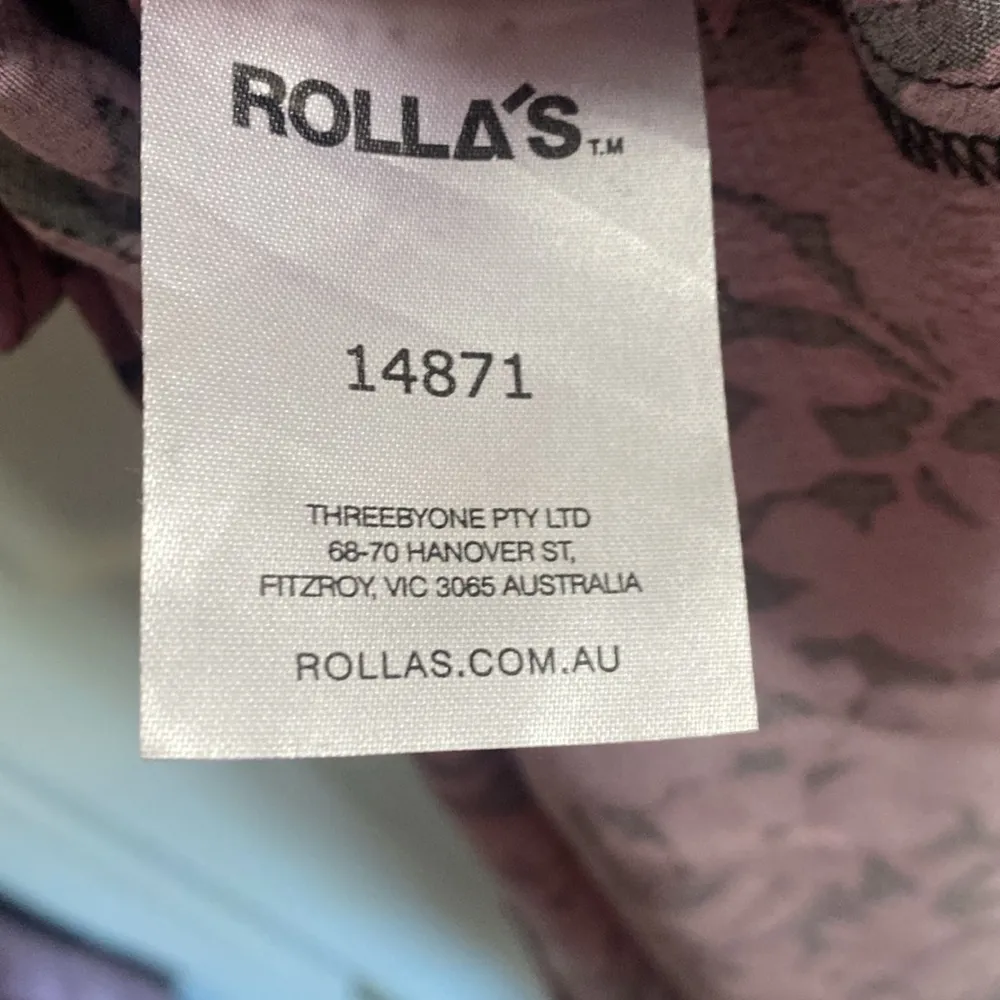 ROLLA'S T.M
14871
THREEBYONE PTY LTD
68-70 HANOVER ST,
FITZROY, VIC 3065 AUSTRALIA
ROLLAS.COM.AU